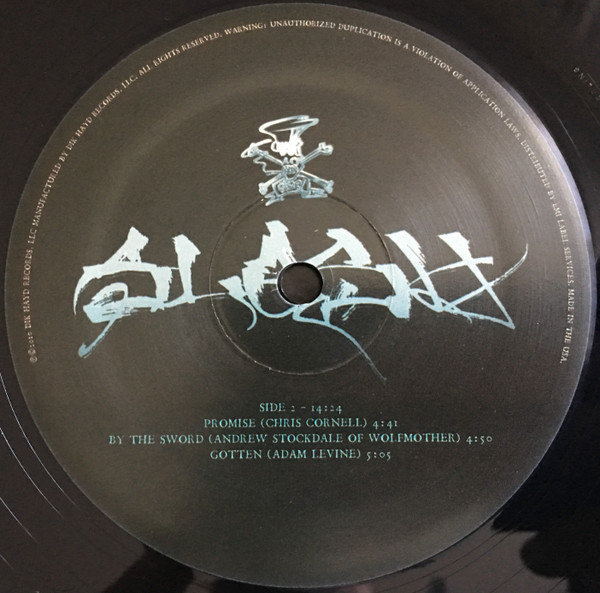 ℗©2010 DIK HAYD RECORDS, LLC MANUFACTURED BY DIK HAYD RECORDS, LLC. ALL RIGHTS RESERVED. WARNING: UNAUTHORIZED DUPLICATION IS A VIOLATION OF APPLICATION LAWS. DISTRIBUTED BY EMI LABEL SERVICES. MADE IN THE USA.
SLASH
SIDE 2 - 14:24
PROMISE (CHRIS CORNELL) 4:41
BY THE SWORD (ANDREW STOCKDALE OF WOLFMOTHER) 4:50
GOTTEN (ADAM LEVINE) 5:05